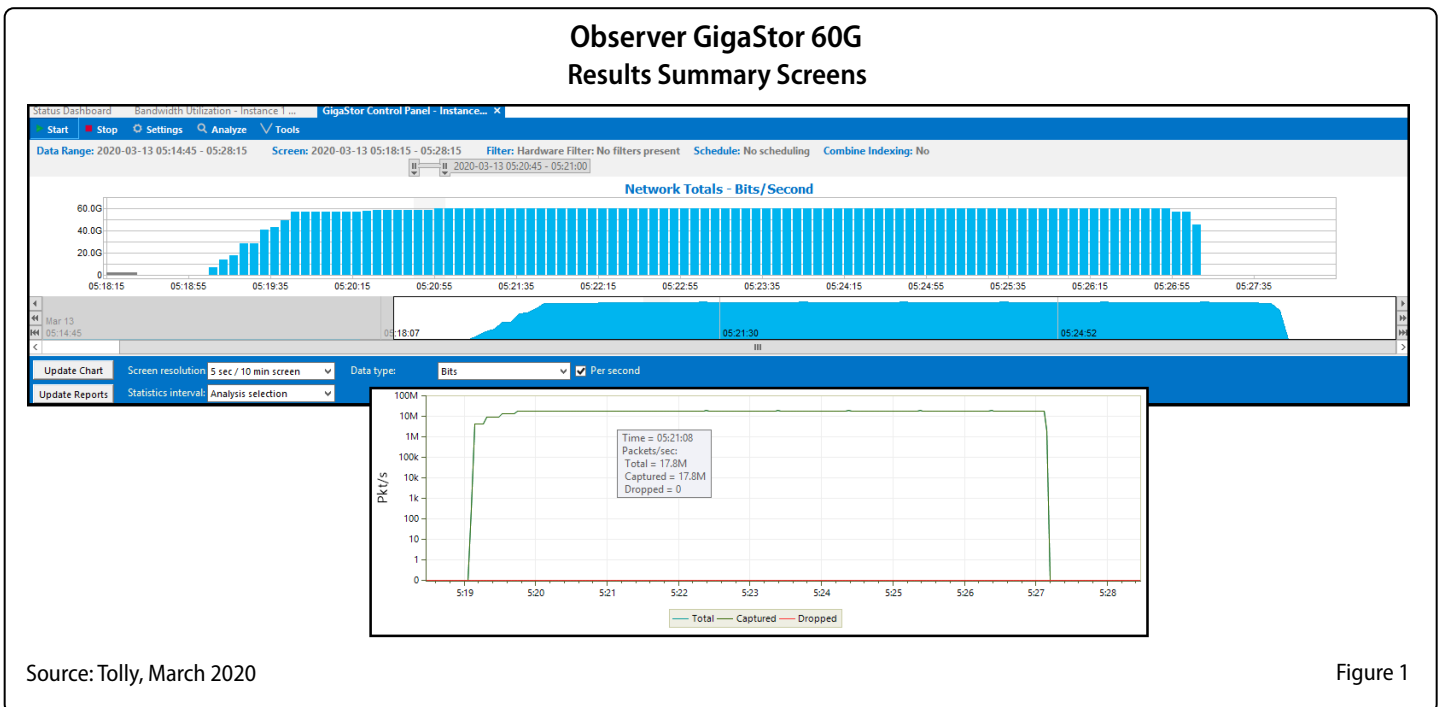 Observer GigaStor 60G
Results Summary Screens
Status Dashboard Bandwidth Utilization - Instance 1 ... GigaStor Control Panel - Instance... ×
Start Stop Settings Analyze Tools
Data Range: 2020-03-13 05:14:45 - 05:28:15 Screen: 2020-03-13 05:18:15 - 05:28:15 Filter: Hardware Filter: No filters present Schedule: No scheduling Combine Indexing: No
2020-03-13 05:20:45 - 05:21:00
Network Totals - Bits/Second
60.0G
40.0G
20.0G
0
05:18:15 05:18:55 05:19:35 05:20:15 05:20:55 05:21:35 05:22:15 05:22:55 05:23:35 05:24:15 05:24:55 05:25:35 05:26:15 05:26:55 05:27:35
Mar 13
05:14:45 05:18:07 05:21:30 05:24:52
Update Chart Screen resolution 5 sec / 10 min screen Data type: Bits Per second
Update Reports Statistics interval: Analysis selection
100M
10M
1M
100k
10k
1k
100
10
1
0
Pkt/s
Time = 05:21:08
Packets/sec:
Total = 17.8M
Captured = 17.8M
Dropped = 0
5:19 5:20 5:21 5:22 5:23 5:24 5:25 5:26 5:27 5:28
Total Captured Dropped
Source: Tolly, March 2020
Figure 1